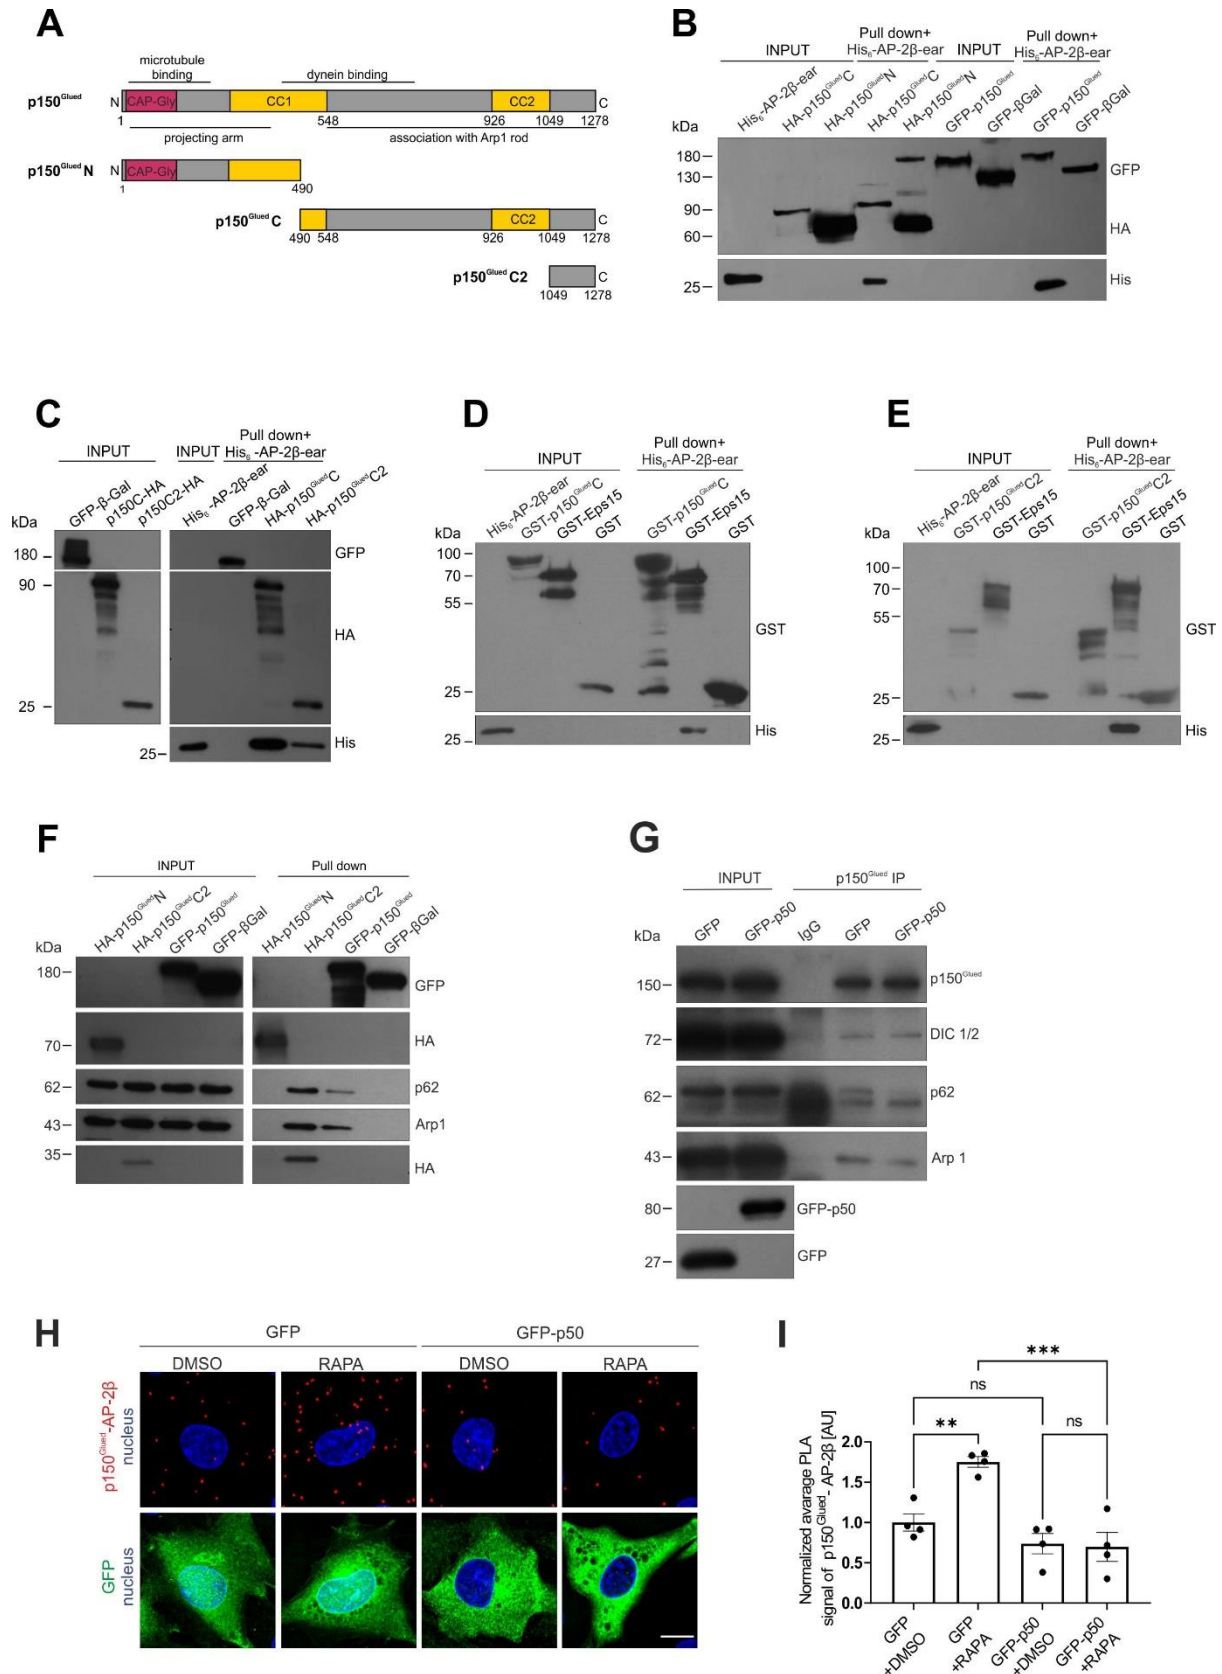 A
microtubule
binding
dynein binding
p150Glued
N
CAP-Gly
CC1
CC2
C
1
548
926
1049
1278
projecting arm
association with Arp1 rod
p150Glued N
N
CAP-Gly
1
490
p150Glued C
CC2
C
490
548
926
1049
1278
p150Glued C2
C
1049
1278
B
INPUT
Pull down+
His6-AP-2β-ear
INPUT
Pull down+
His6-AP-2β-ear
His6-AP-2β-ear
HA-p150GluedC
HA-p150GluedN
HA-p150GluedC
HA-p150GluedN
GFP-p150Glued
GFP-βGal
GFP-p150Glued
GFP-βGal
kDa
180
130
90
60
25
GFP
HA
His
C
INPUT
INPUT
Pull down+
His6 -AP-2β-ear
GFP-β-Gal
p150C-HA
p150C2-HA
His6 -AP-2β-ear
GFP-β-Gal
HA-p150GluedC
HA-p150GluedC2
kDa
180
90
25
25
GFP
HA
His
D
INPUT
Pull down+
His6-AP-2β-ear
His6-AP-2β-ear
GST-p150GluedC
GST-Eps15
GST
GST-p150GluedC
GST-Eps15
GST
kDa
100
70
55
25
25
GST
His
E
INPUT
Pull down+
His6-AP-2β-ear
His6-AP-2β-ear
GST-p150GluedC2
GST-Eps15
GST
GST-p150GluedC2
GST-Eps15
GST
kDa
100
70
55
25
25
GST
His
F
INPUT
Pull down
HA-p150GluedN
HA-p150GluedC2
GFP-p150Glued
GFP-βGal
HA-p150GluedN
HA-p150GluedC2
GFP-p150Glued
GFP-βGal
kDa
180
70
62
43
35
GFP
HA
p62
Arp1
HA
G
INPUT
p150Glued IP
GFP
GFP-p50
IgG
GFP
GFP-p50
kDa
150
72
62
43
80
27
p150Glued
DIC 1/2
p62
Arp 1
GFP-p50
GFP
H
GFP
GFP-p50
DMSO
RAPA
DMSO
RAPA
p150Glued-AP-2β
nucleus
GFP
nucleus
I
***
ns
**
ns
Normalized avarage PLA
signal of p150Glued- AP-2β [AU]
2.0
1.5
1.0
0.5
0.0
GFP
+DMSO
GFP
+RAPA
GFP-p50
+DMSO
GFP-p50
+RAPA